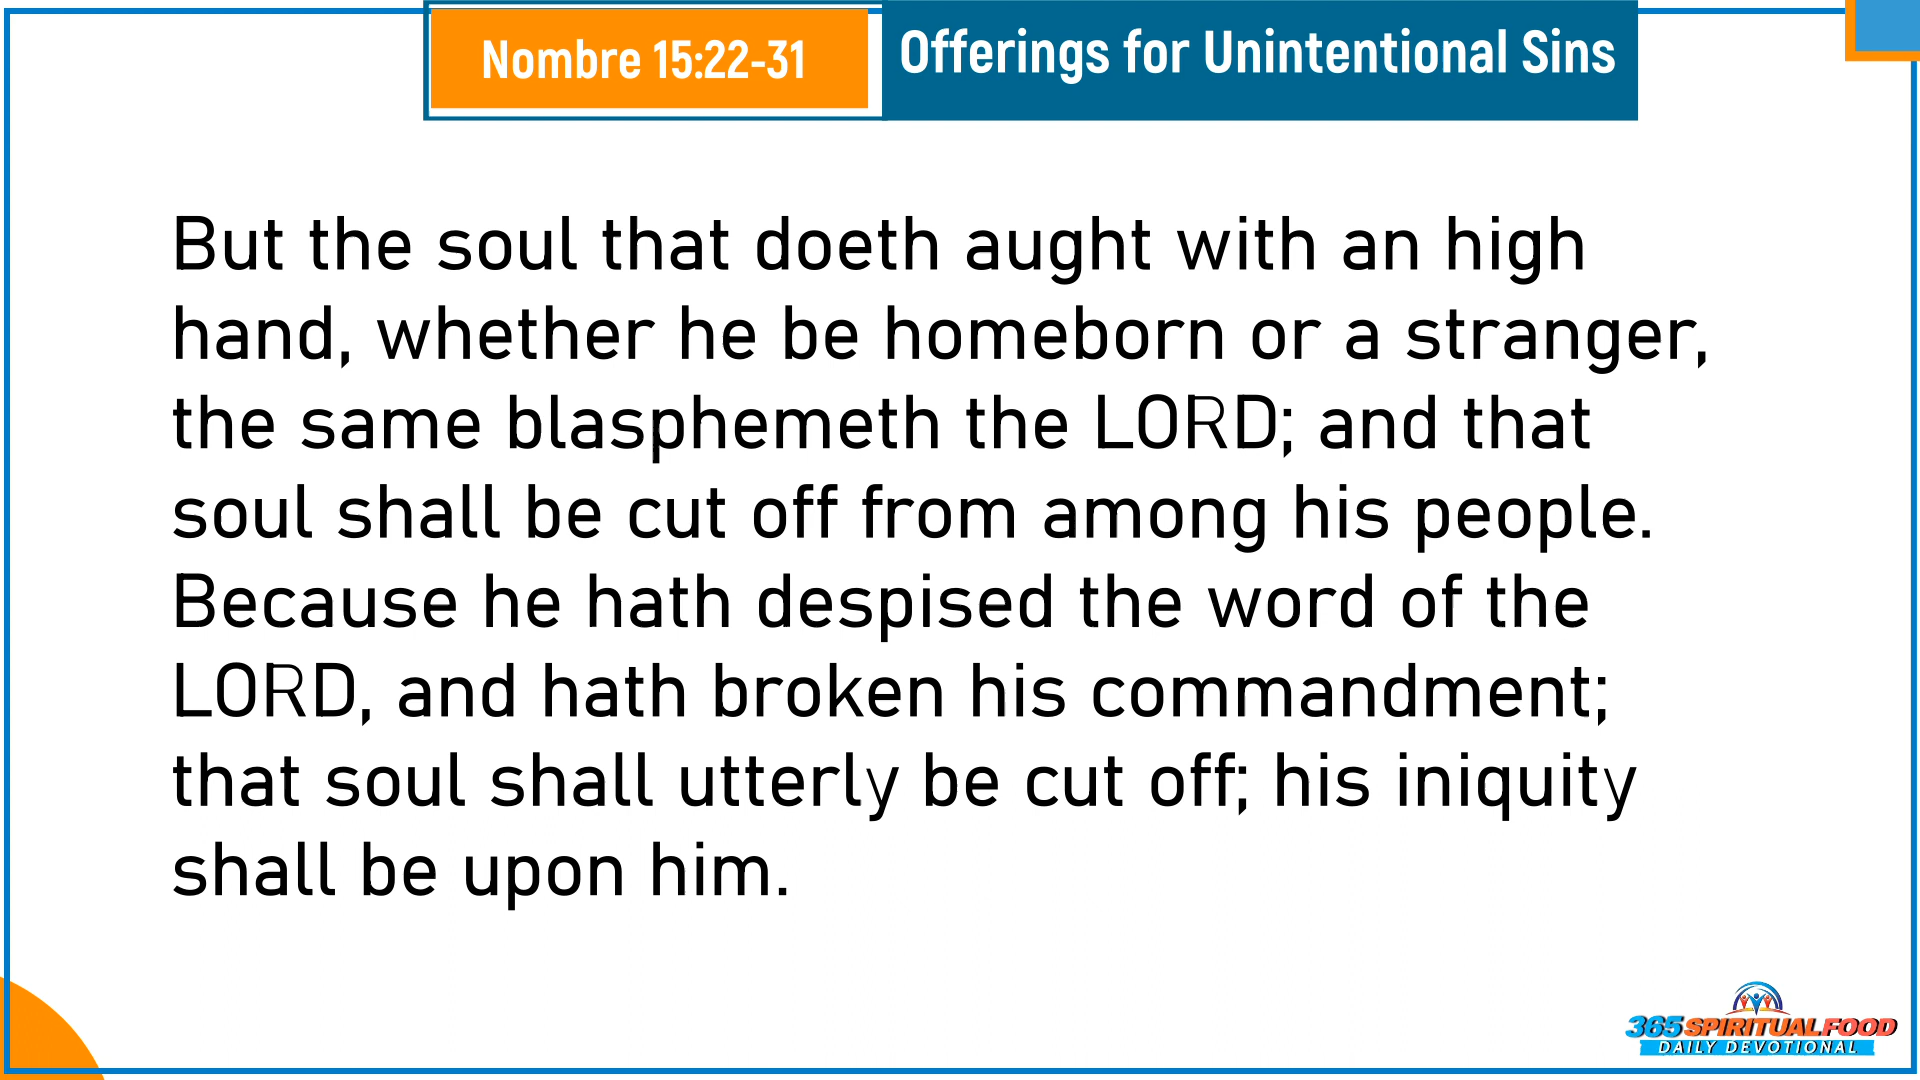 Nombre 15:22-31
Offerings for Unintentional Sins
But the soul that doeth aught with an high
hand, whether he be homeborn or a stranger,
the same blasphemeth the LORD; and that
soul shall be cut off from among his people.
Because he hath despised the word of the
LORD, and hath broken his commandment;
that soul shall utterly be cut off; his iniquity
shall be upon him.
365 SPIRITUAL FOOD
DAILY DEVOTIONAL